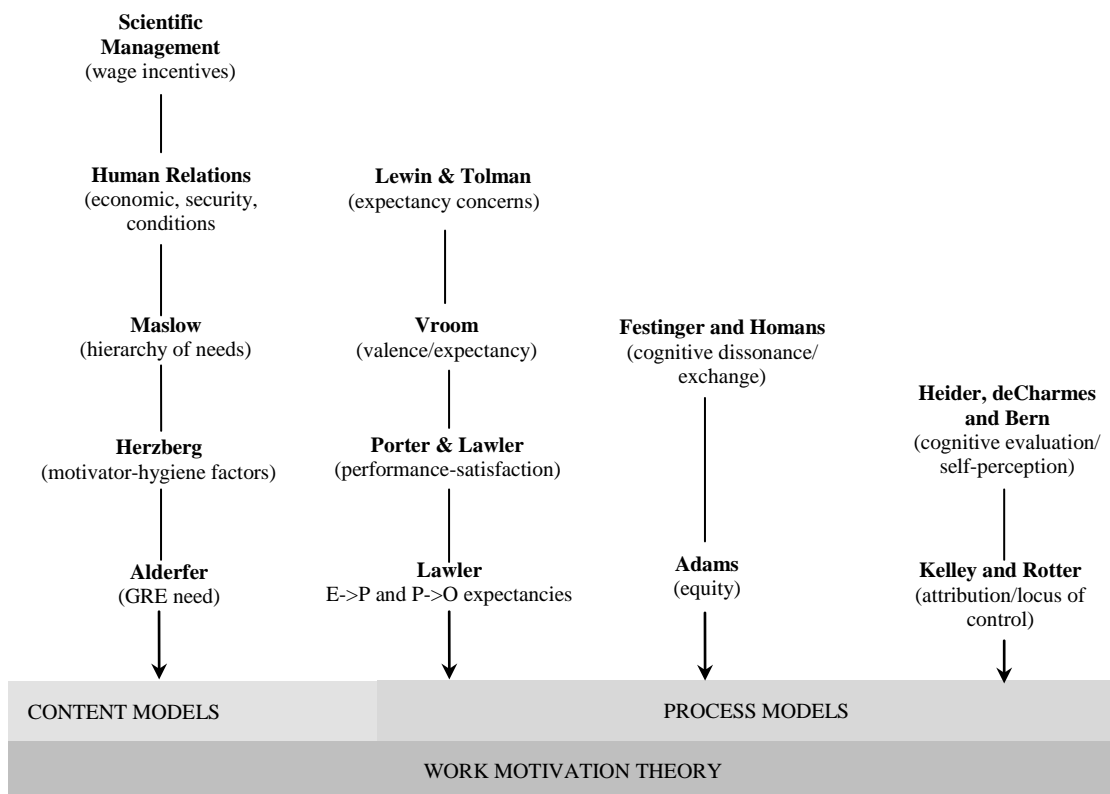 Scientific
Management
(wage incentives)
Human Relations
(economic, security,
conditions
Maslow
(hierarchy of needs)
Herzberg
(motivator-hygiene factors)
Alderfer
(GRE need)
Lewin & Tolman
(expectancy concerns)
Vroom
(valence/expectancy)
Porter & Lawler
(performance-satisfaction)
Lawler
E->P and P->O expectancies
Festinger and Homans
(cognitive dissonance/
exchange)
Adams
(equity)
Heider, deCharmes
and Bern
(cognitive evaluation/
self-perception)
Kelley and Rotter
(attribution/locus of
control)
CONTENT MODELS
PROCESS MODELS
WORK MOTIVATION THEORY